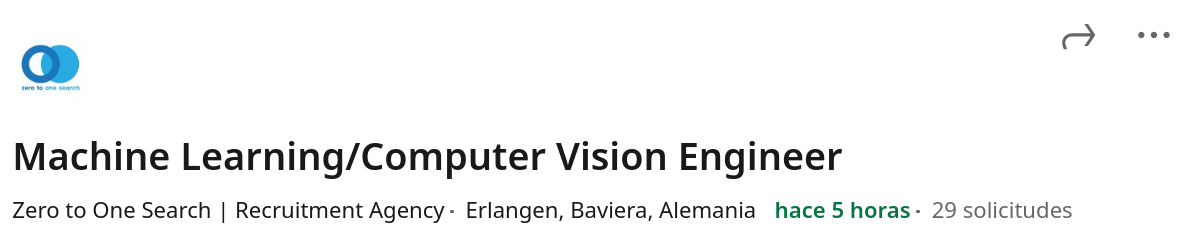 zero to one search
Machine Learning/Computer Vision Engineer
Zero to One Search | Recruitment Agency · Erlangen, Baviera, Alemania hace 5 horas · 29 solicitudes